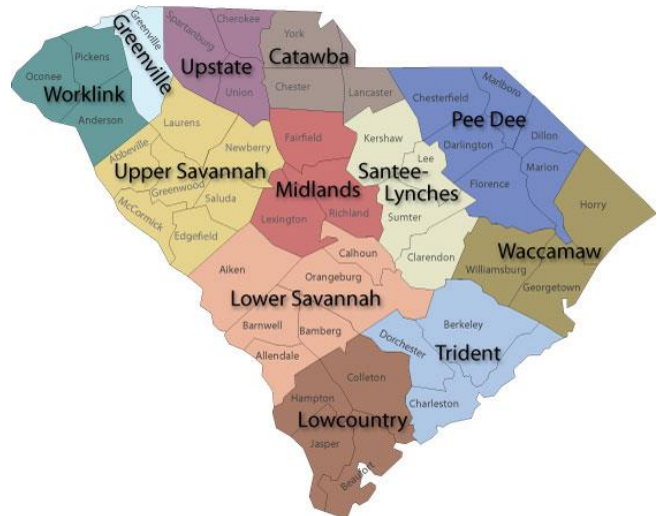 Greenville
Greenville
Oconee
Pickens
Anderson
Worklink
Spartanburg
Cherokee
Union
Upstate
York
Chester
Lancaster
Catawba
Chesterfield
Marlboro
Darlington
Dillon
Marion
Florence
Pee Dee
Laurens
Newberry
Abbeville
Greenwood
Saluda
McCormick
Edgefield
Upper Savannah
Fairfield
Lexington
Richland
Midlands
Kershaw
Lee
Sumter
Clarendon
Santee-
Lynches
Horry
Williamsburg
Georgetown
Waccamaw
Aiken
Calhoun
Orangeburg
Barnwell
Bamberg
Allendale
Lower Savannah
Berkeley
Dorchester
Charleston
Trident
Colleton
Hampton
Jasper
Beaufort
Lowcountry